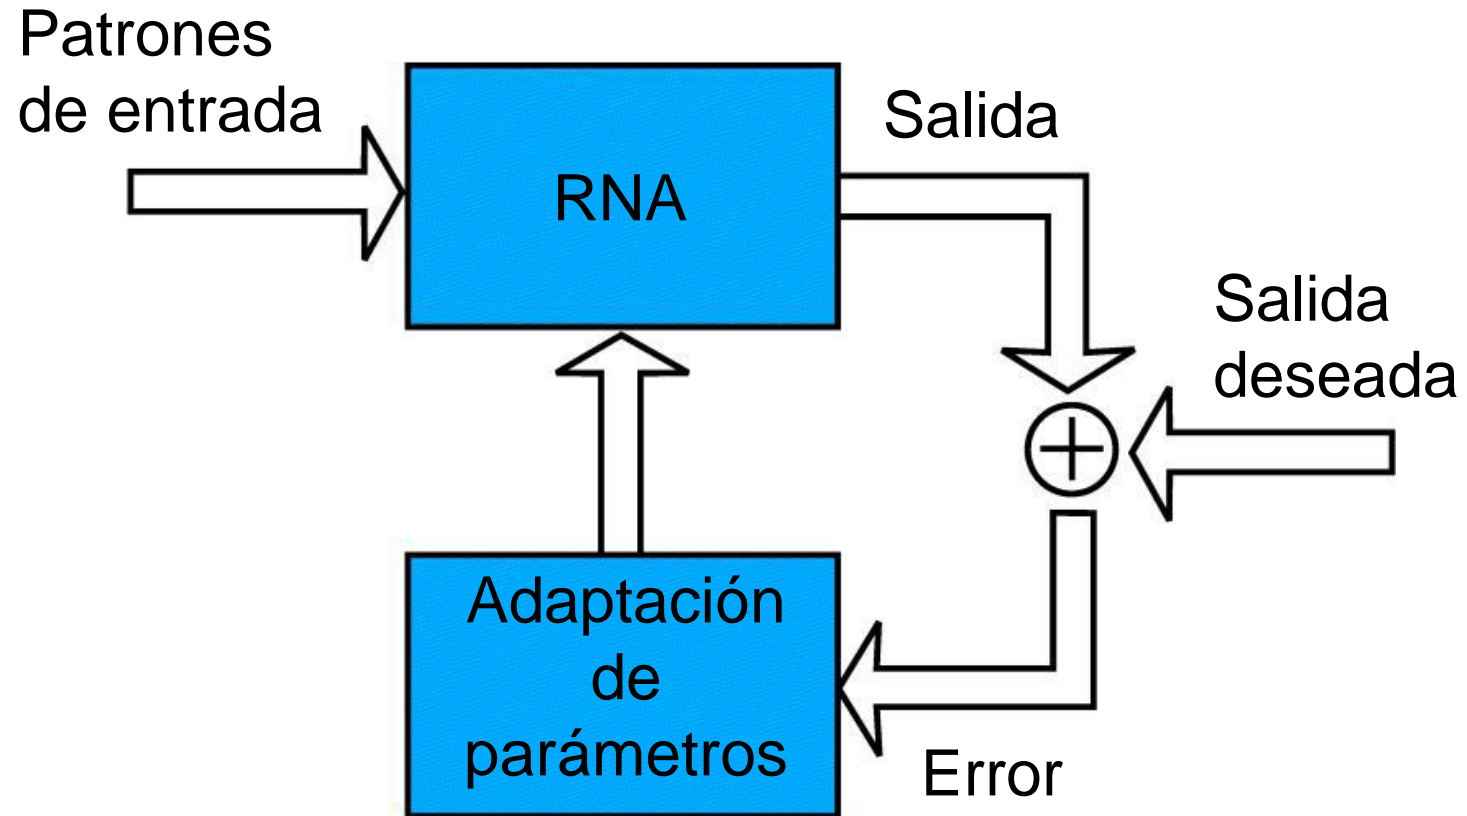 Patrones
de entrada
RNA
Salida
Salida
deseada
Adaptación
de
parámetros
Error